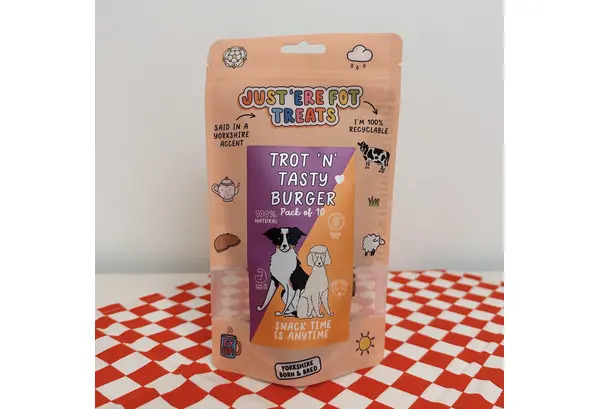 JUST 'ERE FOT
TREATS
SAID IN A
YORKSHIRE
ACCENT
I'M 100%
RECYCLABLE
TROT 'N'
TASTY
BURGER
Pack of 10
100%
NATURAL
SNACK TIME
IS ANYTIME
YORKSHIRE
BORN & BRED